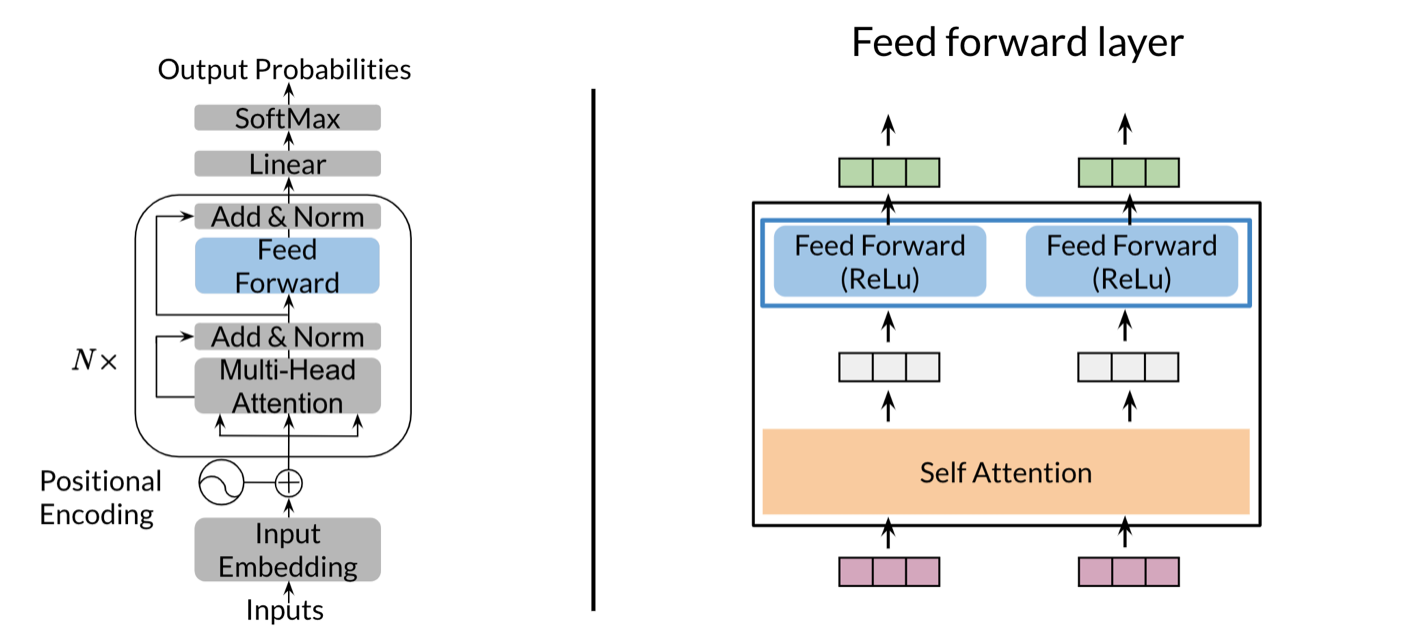 Output Probabilities
SoftMax
Linear
Add & Norm
Feed
Forward
Add & Norm
Multi-Head
Attention
N×
Positional
Encoding
Input
Embedding
Inputs
Feed forward layer
Feed Forward
(ReLu)
Feed Forward
(ReLu)
Self Attention